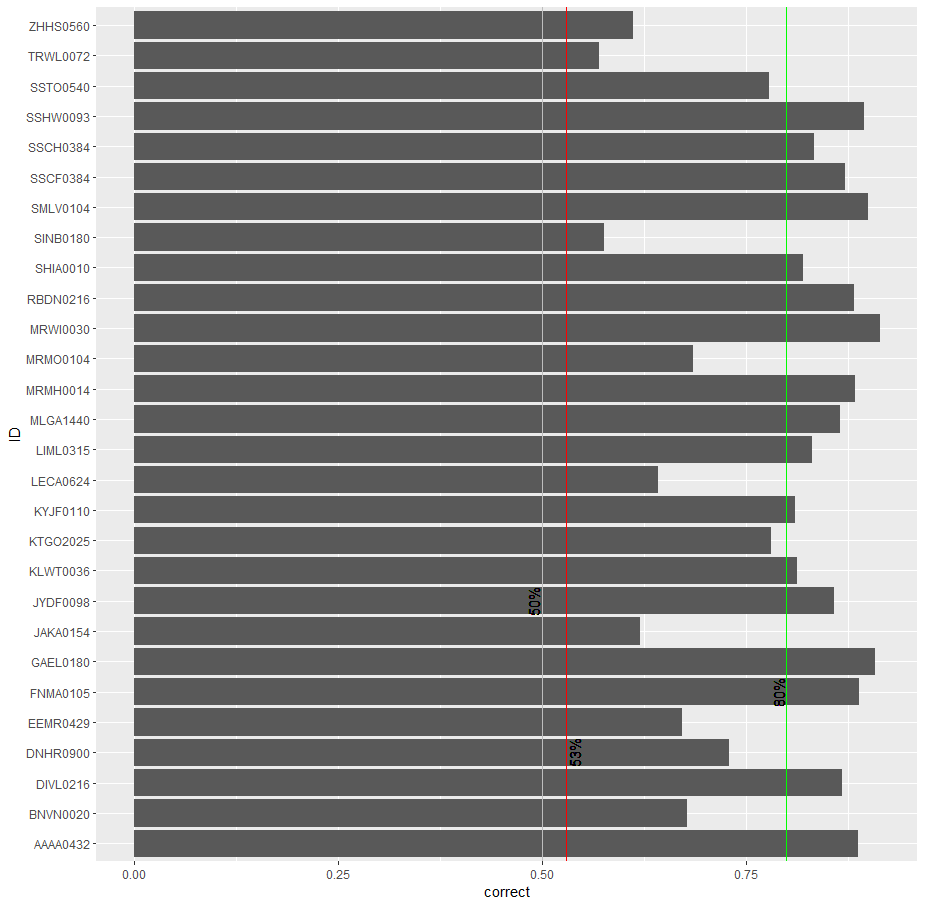 ZHHS0560
TRWL0072
SSTO0540
SSHW0093
SSCH0384
SSCF0384
SMLV0104
SINB0180
SHIA0010
RBDN0216
MRWI0030
MRMO0104
MRMH0014
MLGA1440
LIML0315
LECA0624
KYJF0110
KTGO2025
KLWT0036
JYDF0098
JAKA0154
GAEL0180
FNMA0105
EEMR0429
DNHR0900
DIVL0216
BNVN0020
AAAA0432
ID
50%
80%
53%
0.00
0.25
0.50
0.75
correct